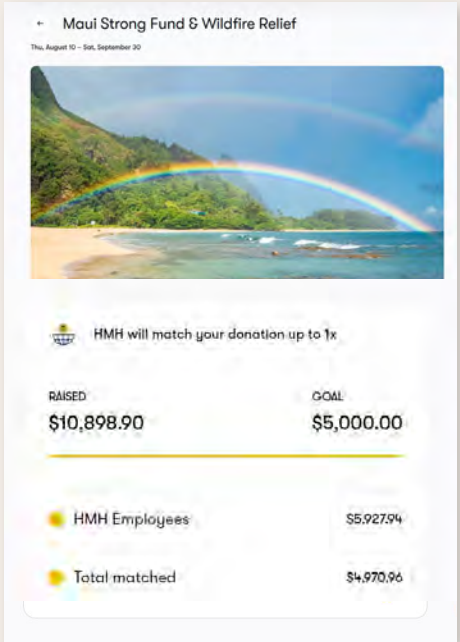 ← Maui Strong Fund & Wildfire Relief
Thu, August 10 – Sat, September 30
HMH will match your donation up to 1x
RAISED GOAL
$10,898.90 $5,000.00
HMH Employees $5,927.94
Total matched $4,970.96